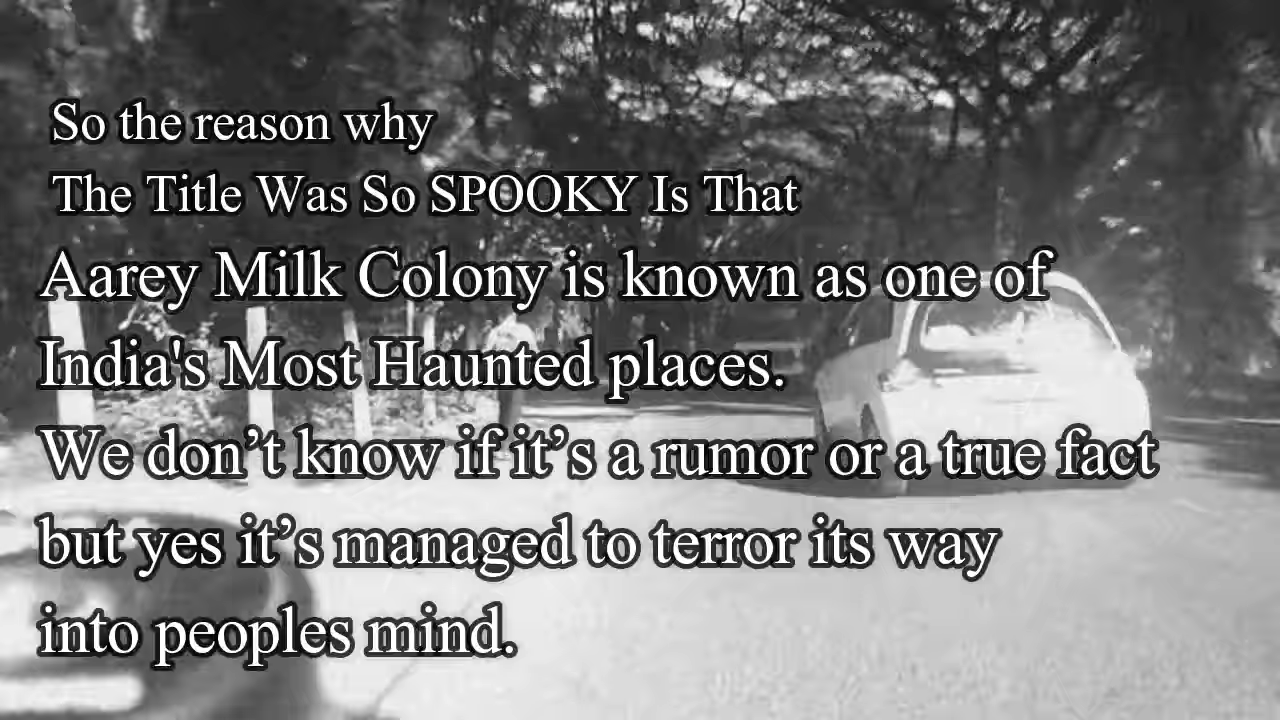 So the reason why
The Title Was So SPOOKY Is That
Aarey Milk Colony is known as one of
India's Most Haunted places.
We don’t know if it’s a rumor or a true fact
but yes it’s managed to terror its way
into peoples mind.